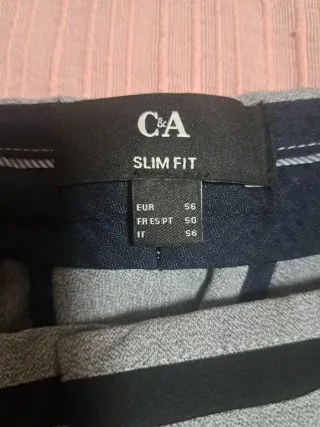 C&A
SLIM FIT
EUR 56
FR ES PT 50
IT 56